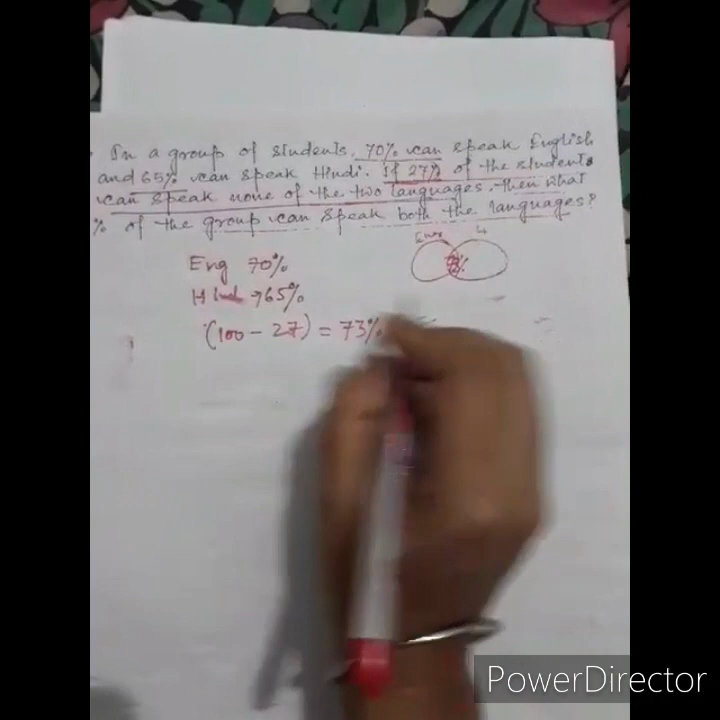 In a group of students, 70% can speak English
and 65% can speak Hindi. If 27% of the students
can speak none of the two languages, then what
% of the group can speak both the languages?
Eng 70%
Hind → 65%
(100 - 27) = 73%
PowerDirector